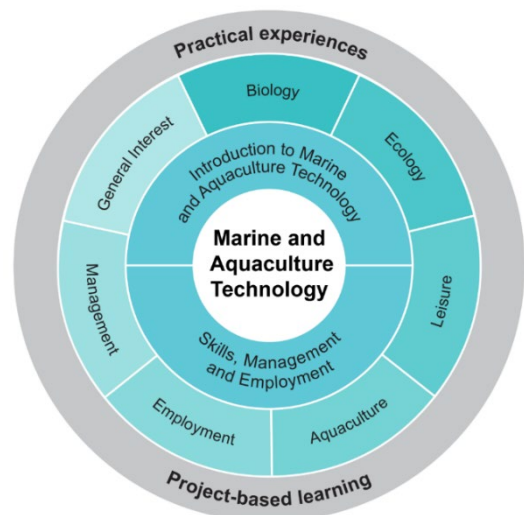 Practical experiences
Biology
Ecology
Leisure
Aquaculture
Employment
Management
General Interest
Introduction to Marine
and Aquaculture Technology
Marine and
Aquaculture
Technology
Skills, Management
and Employment
Project-based learning